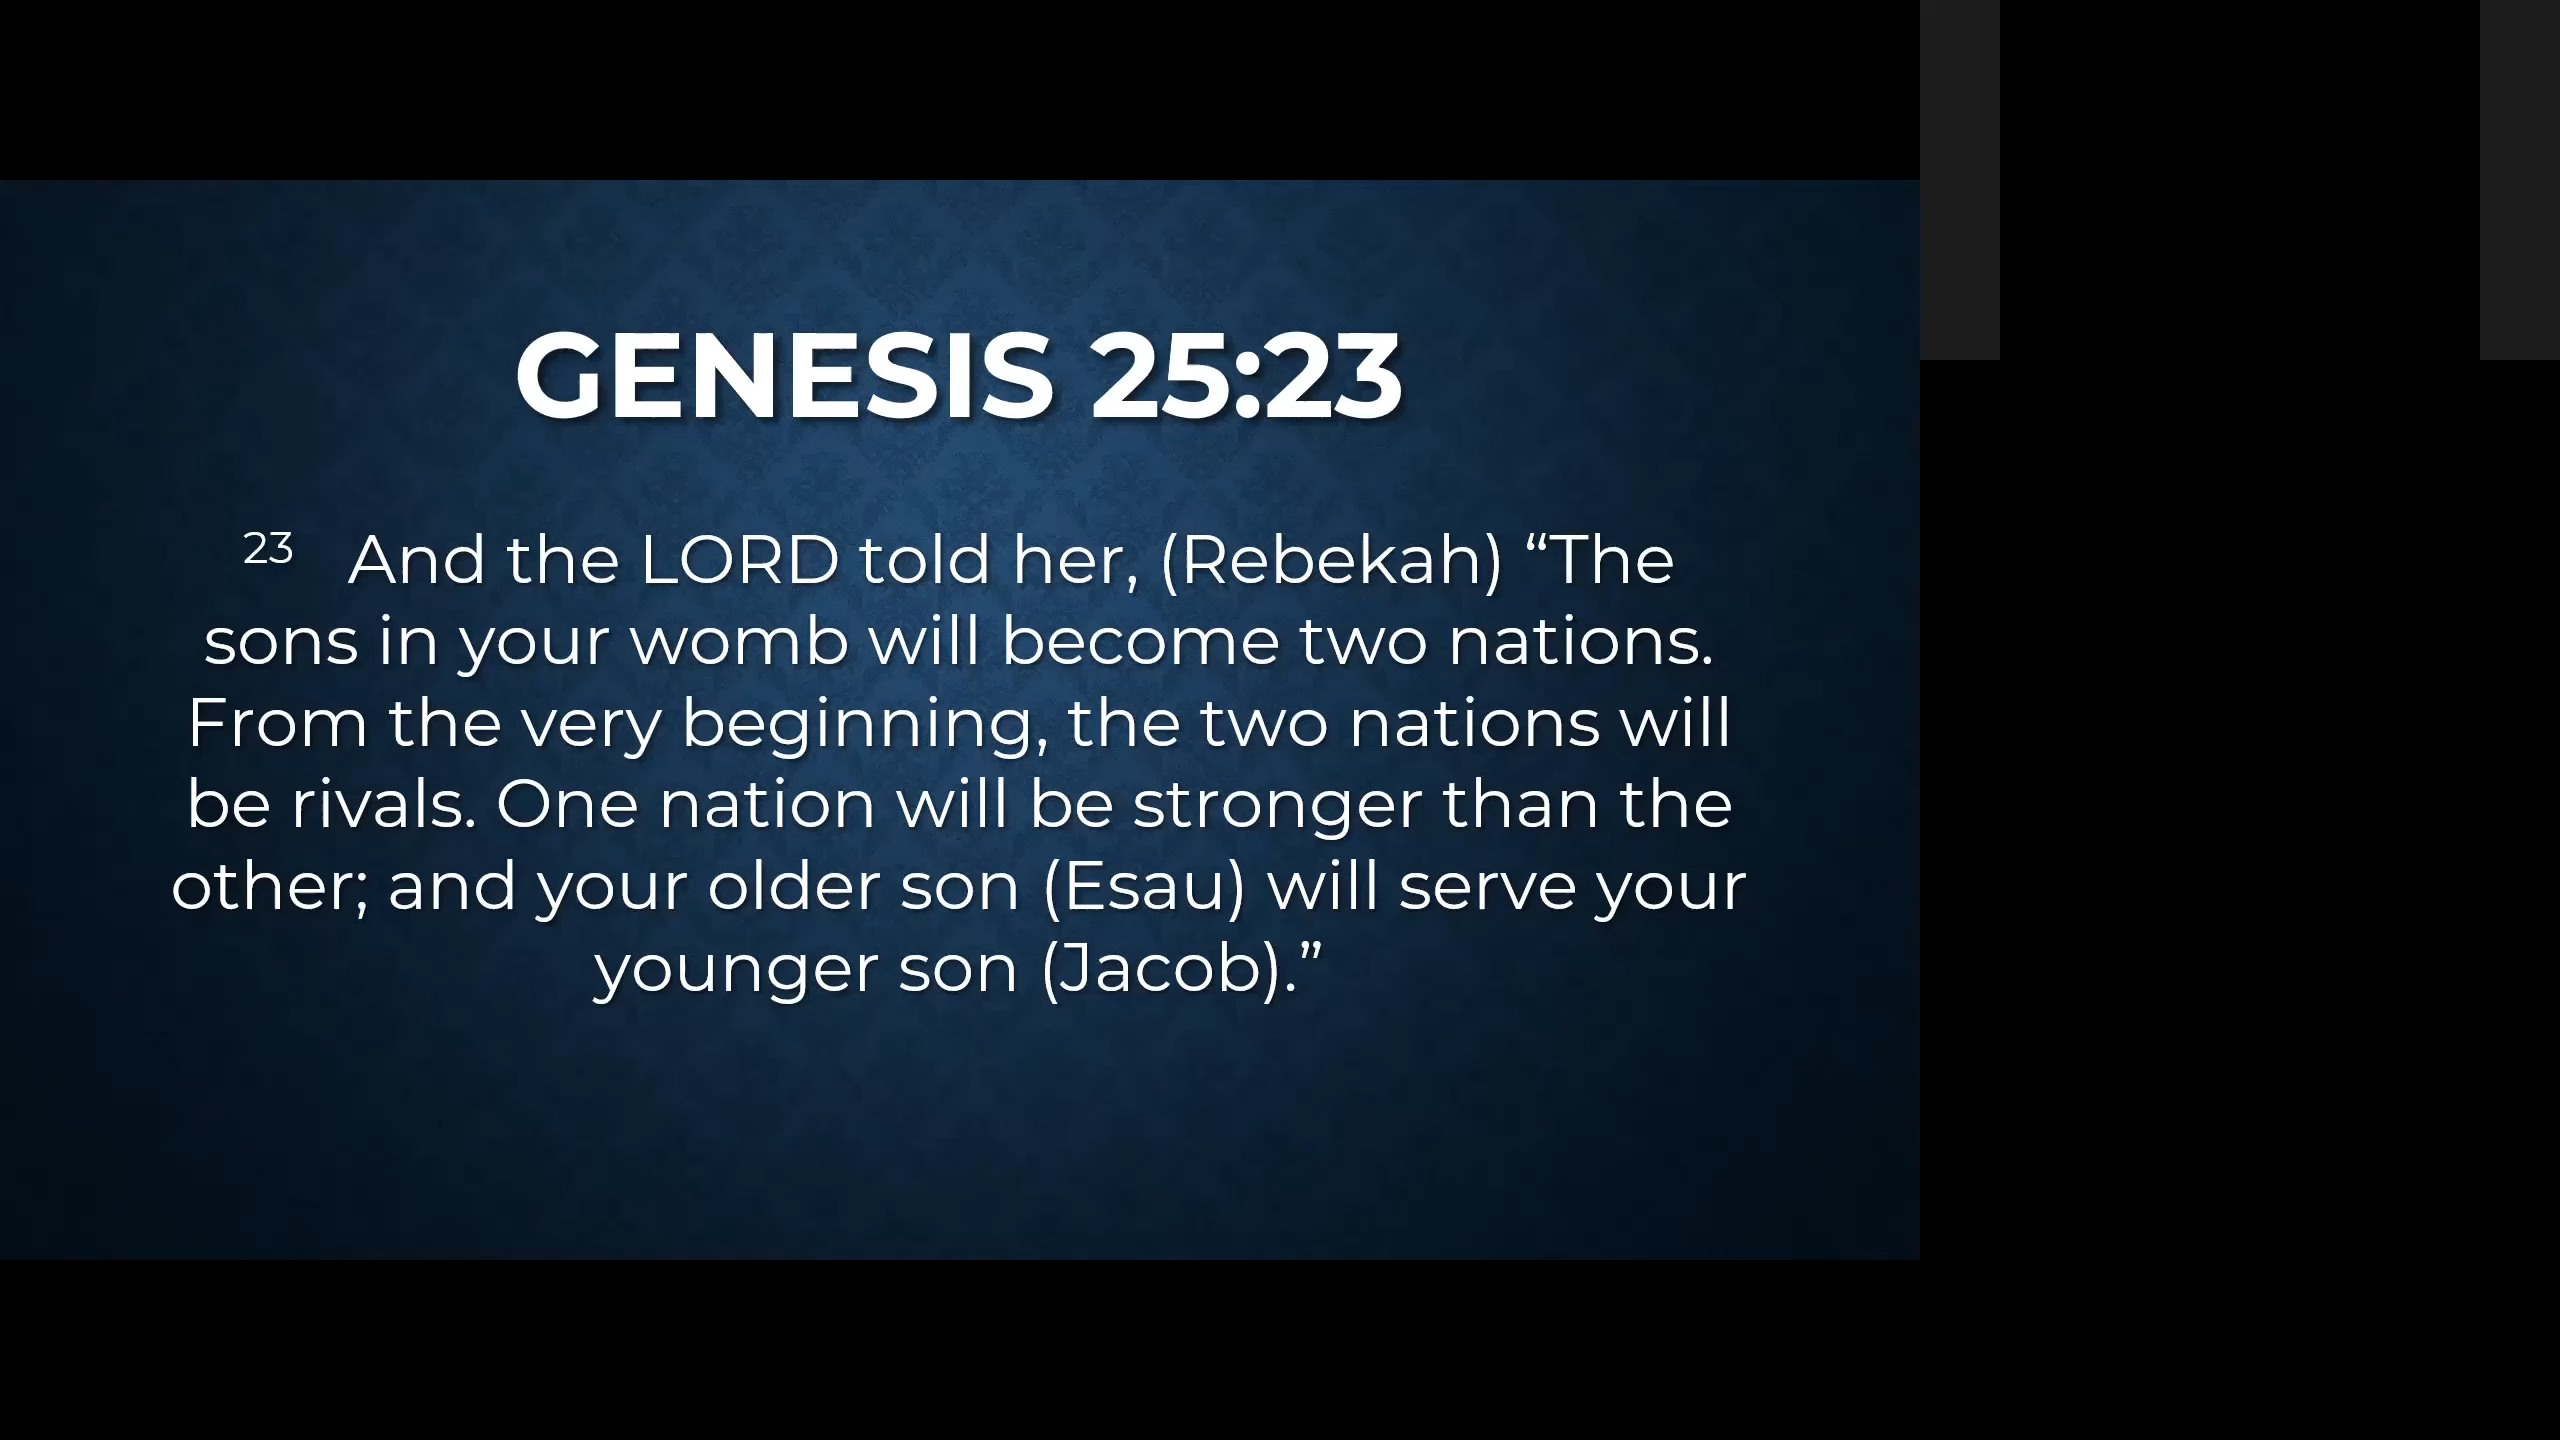 GENESIS 25:23
23 And the LORD told her, (Rebekah) “The
sons in your womb will become two nations.
From the very beginning, the two nations will
be rivals. One nation will be stronger than the
other; and your older son (Esau) will serve your
younger son (Jacob).”